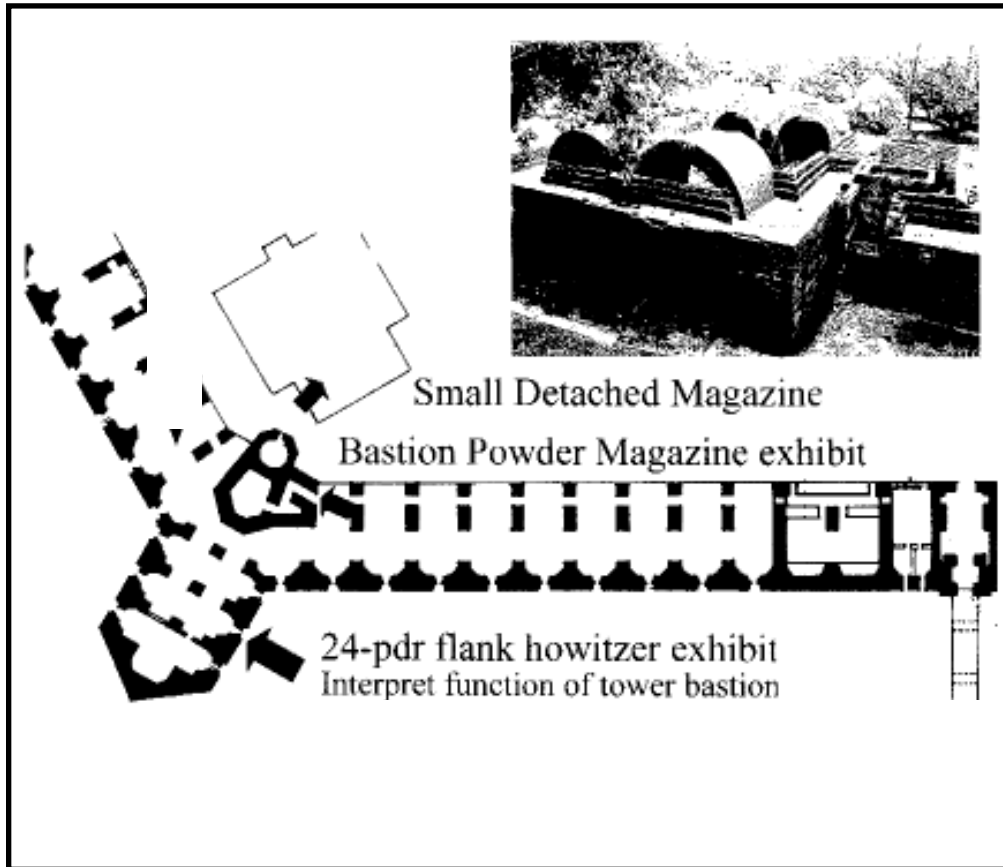 Small Detached Magazine
Bastion Powder Magazine exhibit
24-pdr flank howitzer exhibit
Interpret function of tower bastion